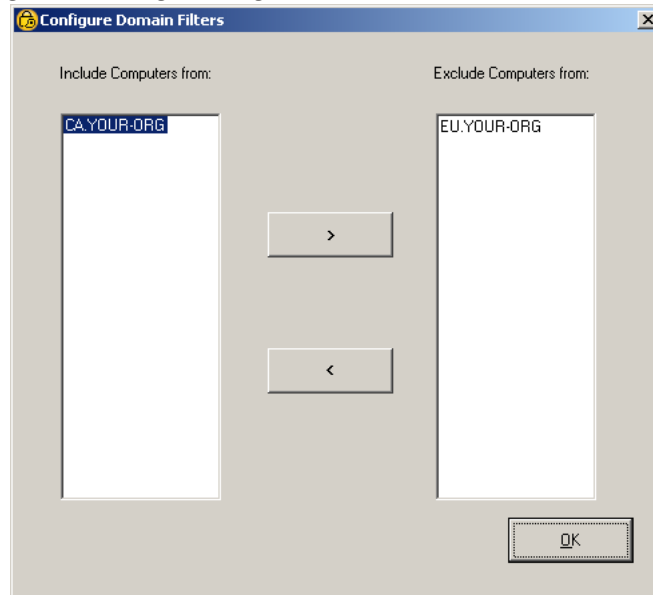 Configure Domain Filters
Include Computers from:
Exclude Computers from:
CA.YOUR-ORG
EU.YOUR-ORG
>
<
OK